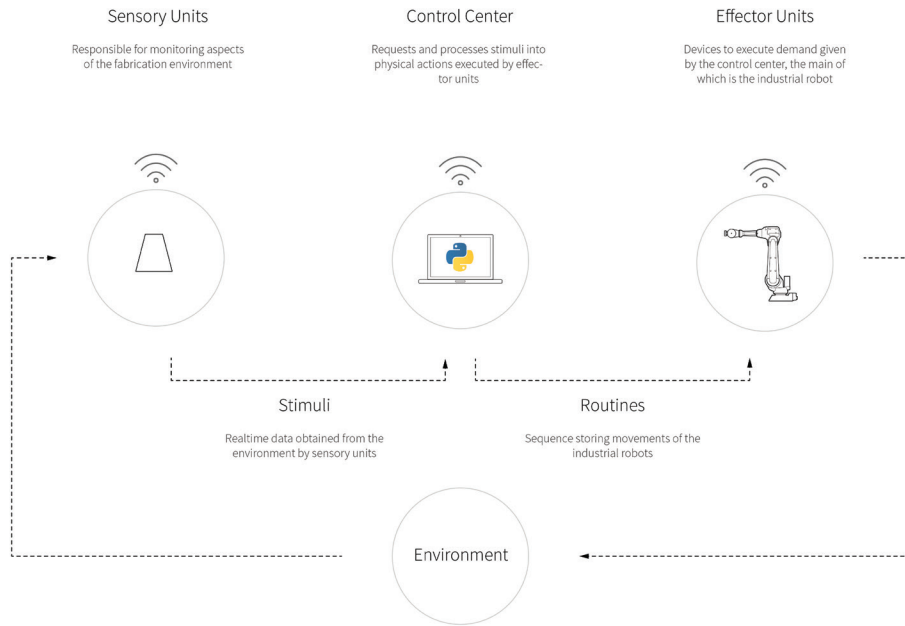 Sensory Units
Responsible for monitoring aspects
of the fabrication environment
Control Center
Requests and processes stimuli into
physical actions executed by effec-
tor units
Effector Units
Devices to execute demand given
by the control center, the main of
which is the industrial robot
Stimuli
Realtime data obtained from the
environment by sensory units
Routines
Sequence storing movements of the
industrial robots
Environment